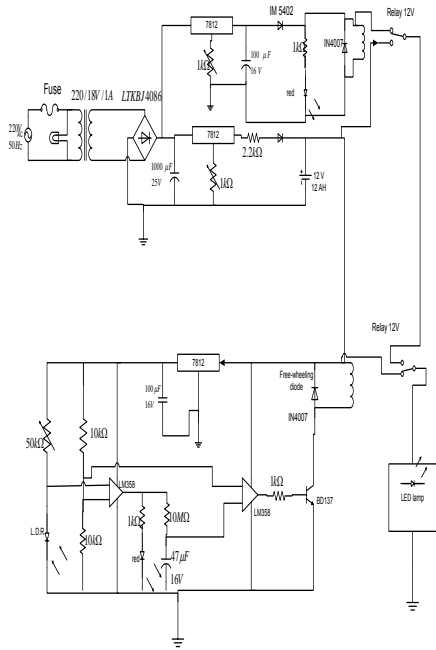 IM 5402
Relay 12V
7812
100 µF
16 V
1kΩ
1kΩ
IN4007
red
Fuse
220/18V/1A
LTKBJ4086
220V AC
50Hz
7812
2.2kΩ
1000 µF
25V
1kΩ
12 V
12 AH
Relay 12V
7812
Free-wheeling
diode
IN4007
100 µF
16V
50kΩ
10kΩ
LM358
1kΩ
BD137
LM358
LED lamp
L.D.R
10kΩ
1kΩ
10MΩ
red
47 µF
16V